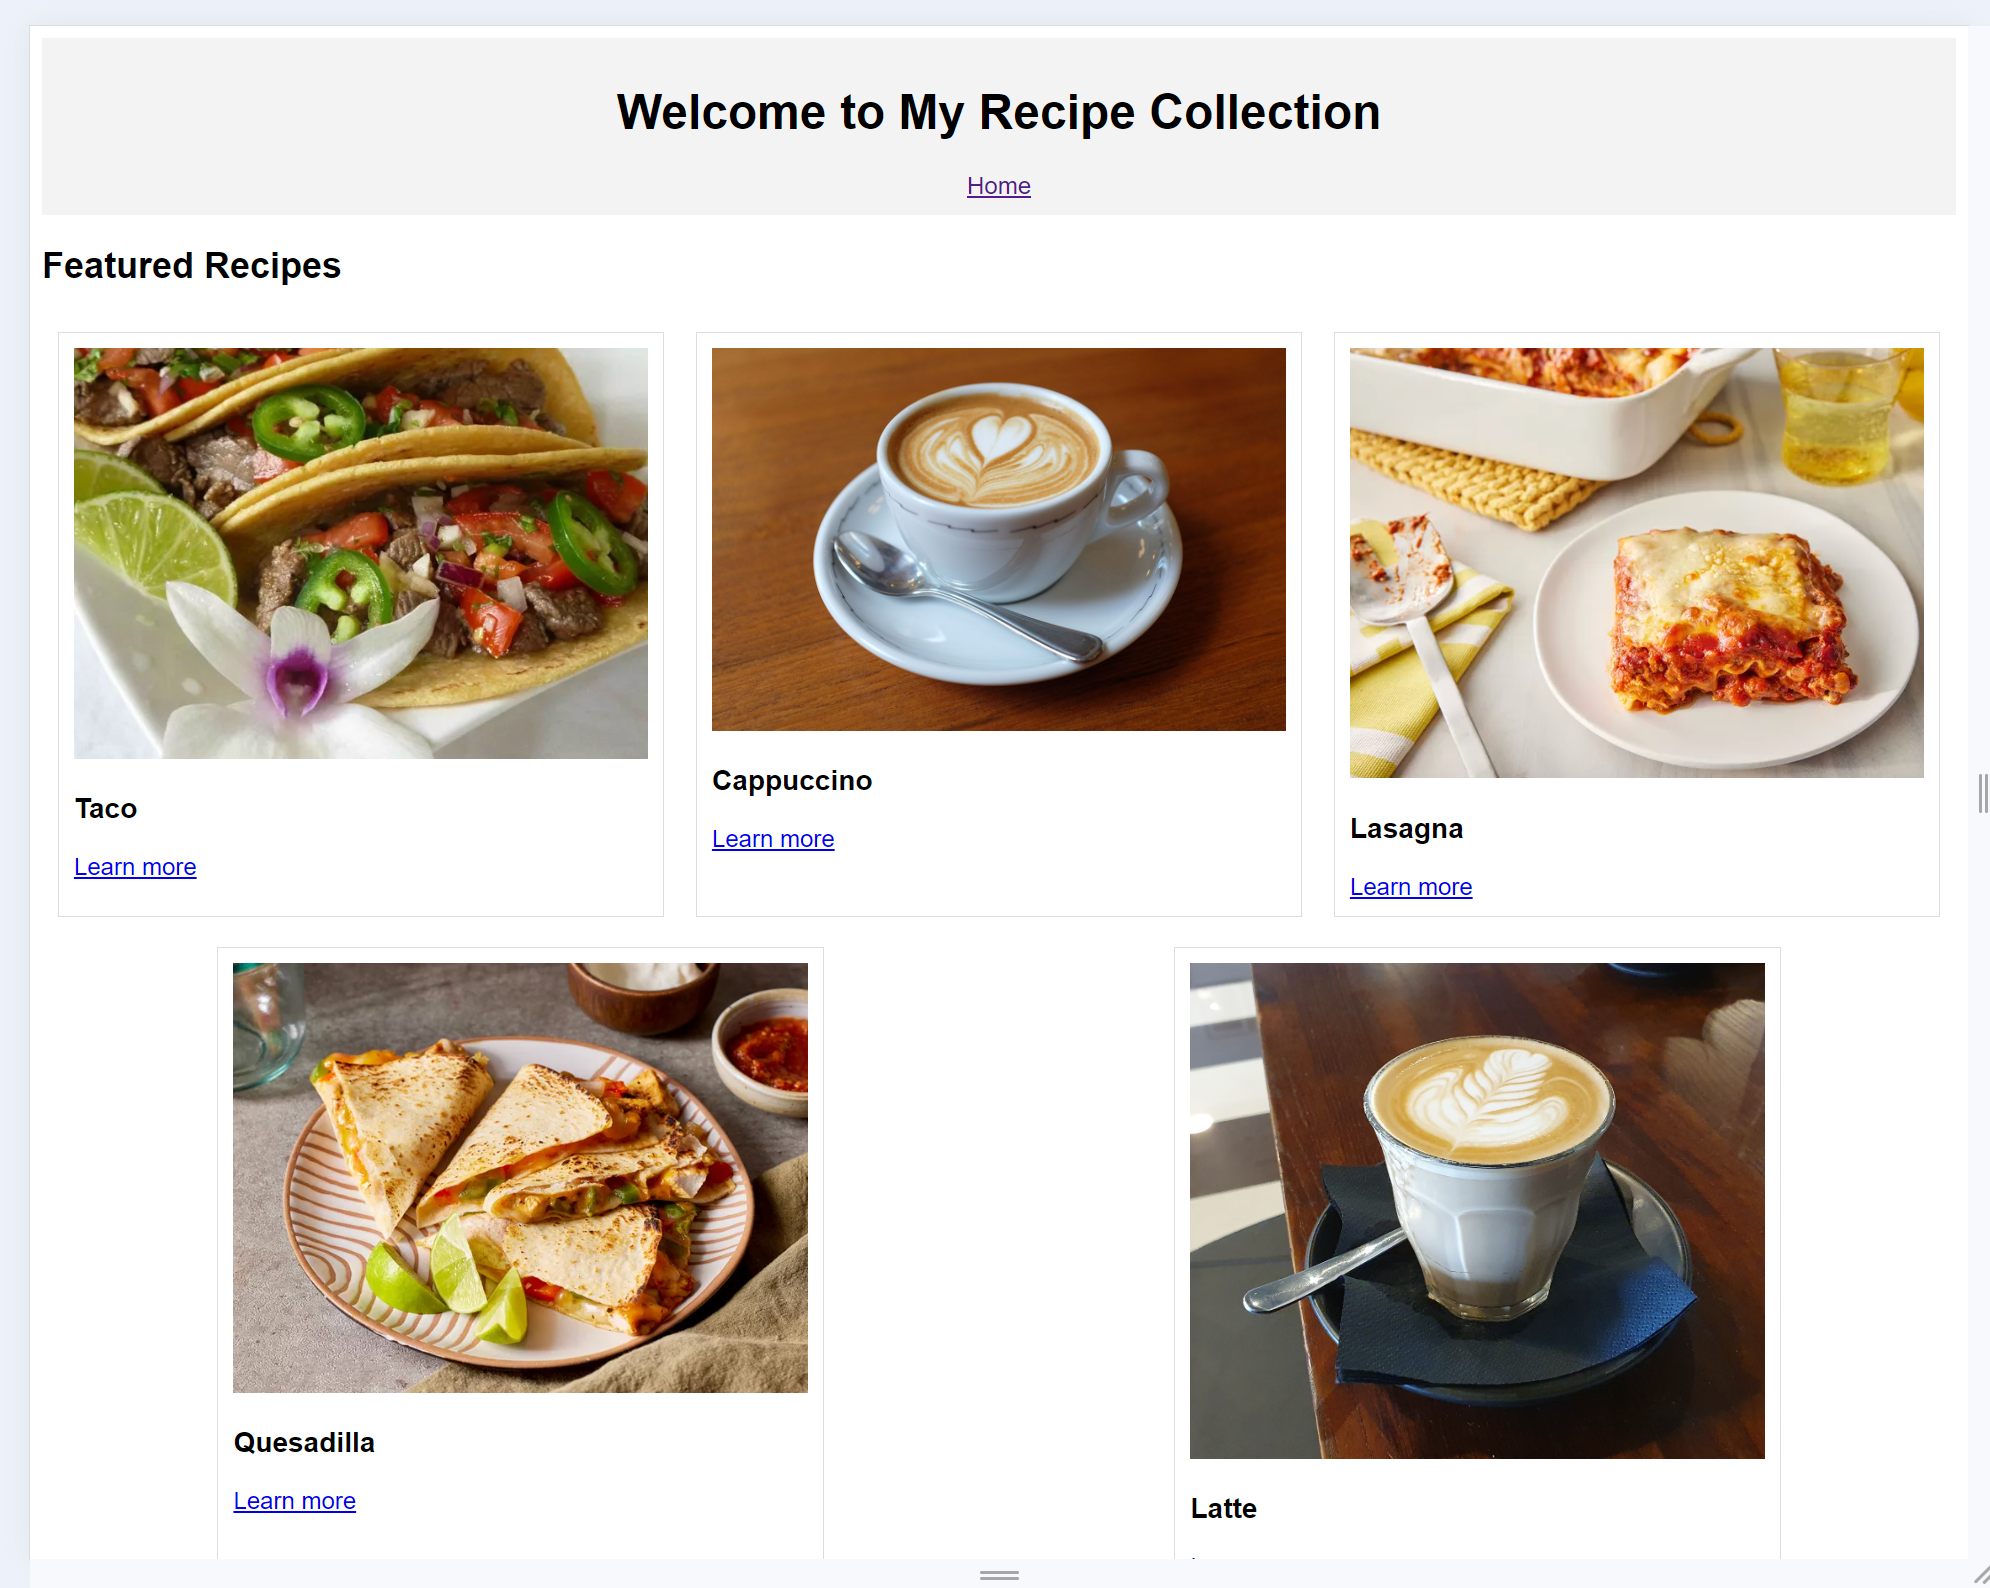 Welcome to My Recipe Collection
Home
Featured Recipes
Taco
Learn more
Cappuccino
Learn more
Lasagna
Learn more
Quesadilla
Learn more
Latte